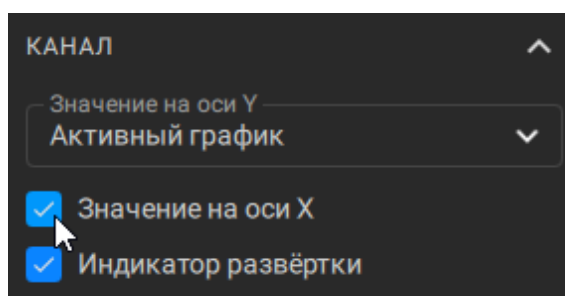 КАНАЛ
Значение на оси Y
Активный график
Значение на оси X
Индикатор развёртки